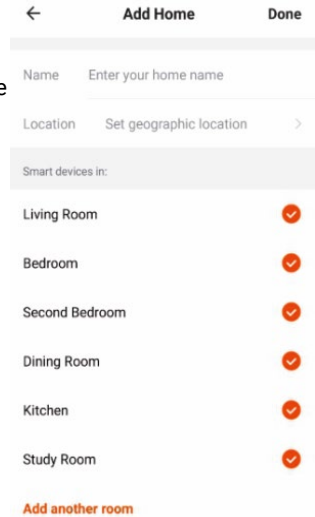 Add Home Done
Name Enter your home name
e
Location Set geographic location
Smart devices in:
Living Room
Bedroom
Second Bedroom
Dining Room
Kitchen
Study Room
Add another room